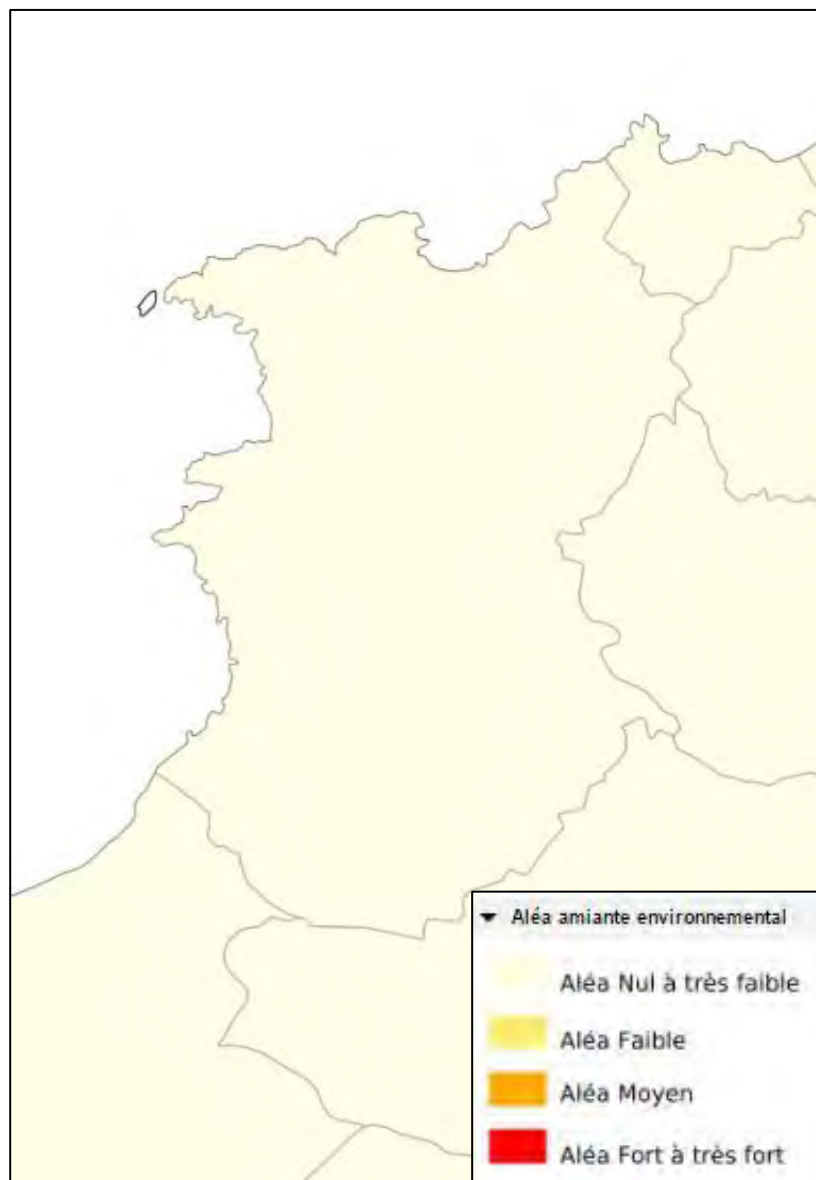 Aléa amiante environnemental
Aléa Nul à très faible
Aléa Faible
Aléa Moyen
Aléa Fort à très fort